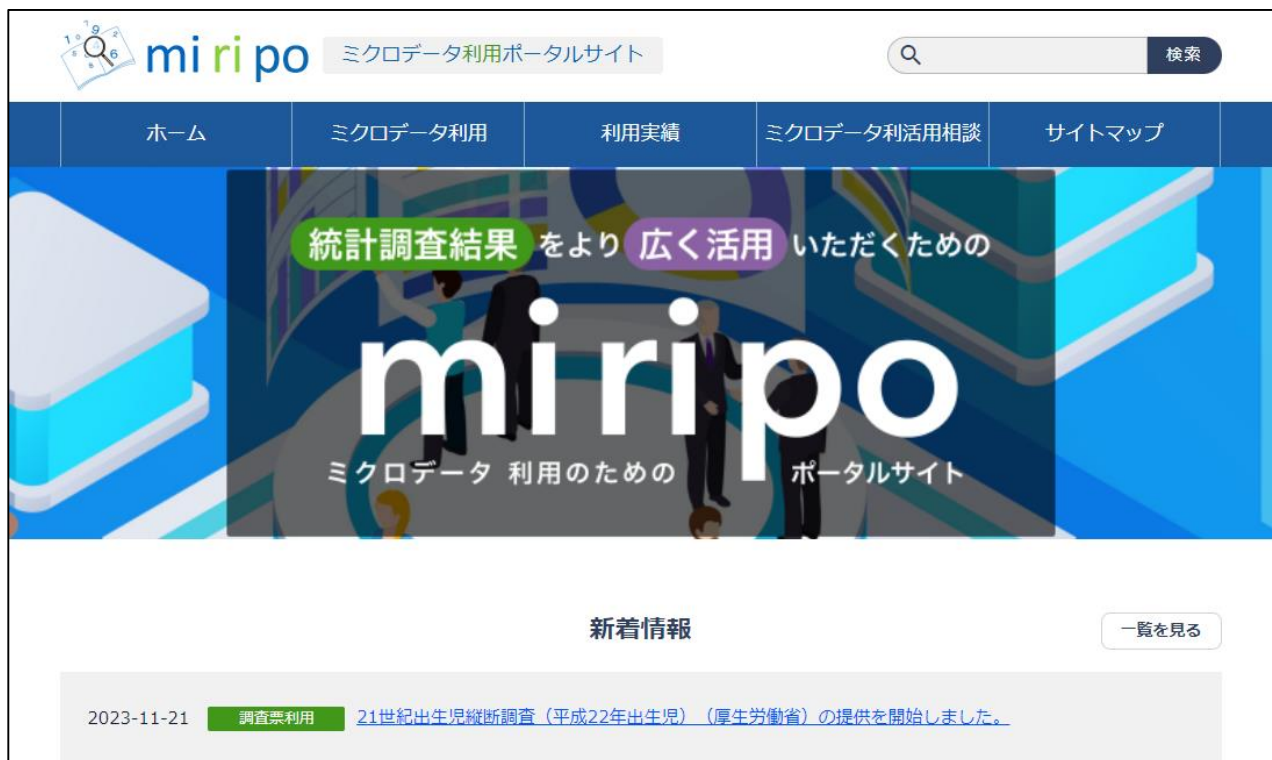 1 9 2 6
mi ri po ミクロデータ利用ポータルサイト 検索
ホーム ミクロデータ利用 利用実績 ミクロデータ利活用相談 サイトマップ
統計調査結果 をより 広く活用 いただくための
miripo
ミクロデータ 利用のための ポータルサイト
新着情報 一覧を見る
2023-11-21 調査票利用 21世紀出生児縦断調査(平成22年出生児)(厚生労働省)の提供を開始しました。